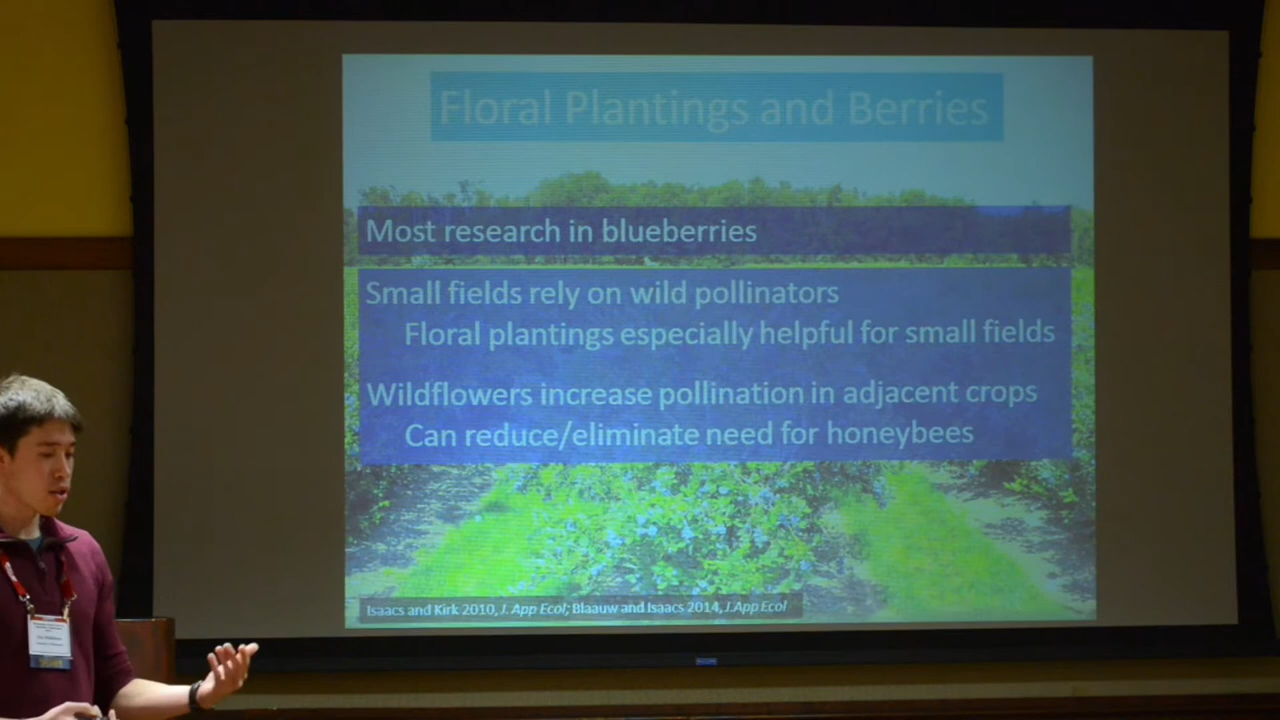 Floral Plantings and Berries
Most research in blueberries
Small fields rely on wild pollinators
Floral plantings especially helpful for small fields
Wildflowers increase pollination in adjacent crops
Can reduce/eliminate need for honeybees
Isaacs and Kirk 2010, J. App Ecol; Blaauw and Isaacs 2014, J.App Ecol